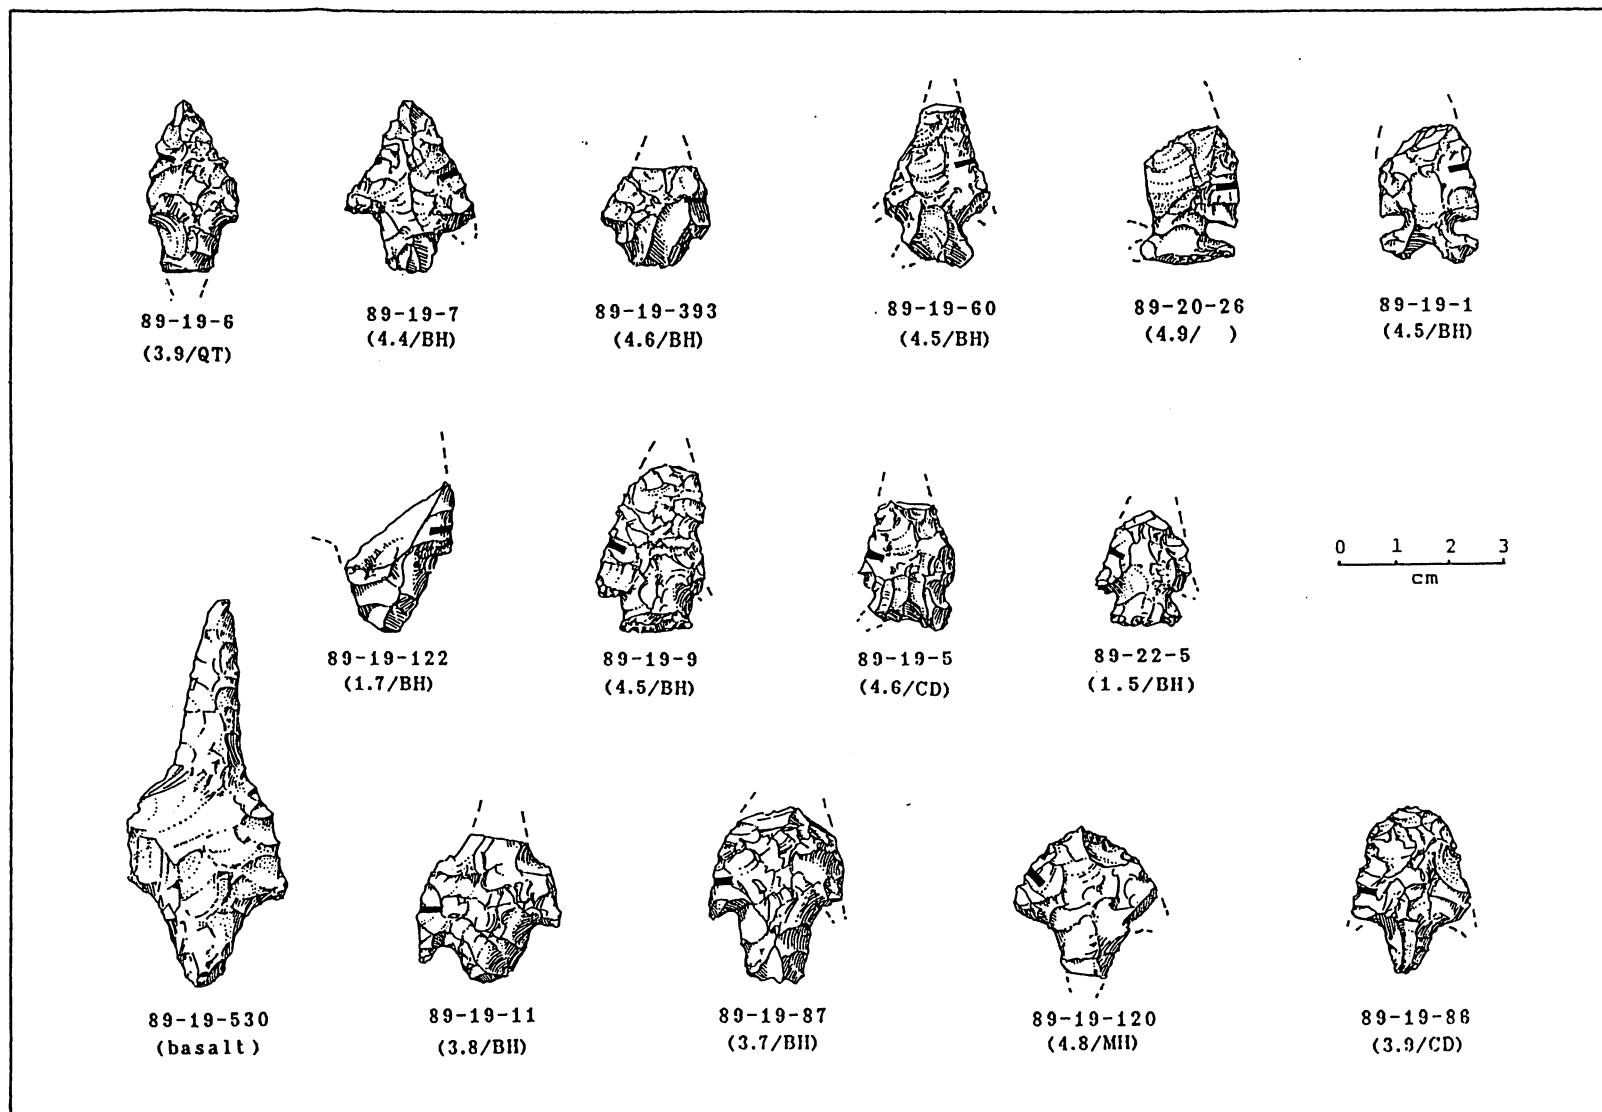 89-19-6
(3.9/QT)
89-19-7
(4.4/BH)
89-19-393
(4.6/BH)
89-19-60
(4.5/BH)
89-20-26
(4.9/   )
89-19-1
(4.5/BH)
89-19-122
(1.7/BH)
89-19-9
(4.5/BH)
89-19-5
(4.6/CD)
89-22-5
(1.5/BH)
0 1 2 3
cm
89-19-530
(basalt)
89-19-11
(3.8/BH)
89-19-87
(3.7/BH)
89-19-120
(4.8/MH)
89-19-86
(3.9/CD)